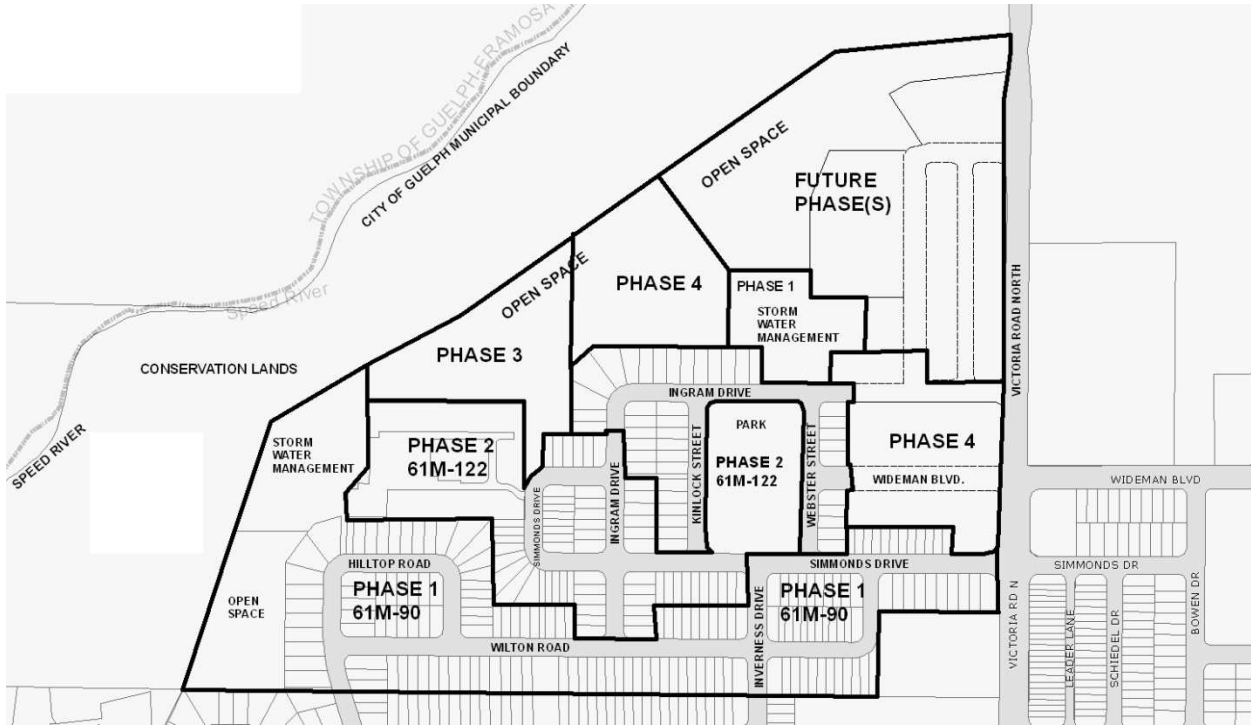 TOWNSHIP OF GUELPH-ERAMOSA
CITY OF GUELPH MUNICIPAL BOUNDARY
OPEN SPACE
FUTURE
PHASE(S)
VICTORIA ROAD NORTH
OPEN SPACE
PHASE 4
PHASE 1
STORM
WATER
MANAGEMENT
Speed River
CONSERVATION LANDS
PHASE 3
INGRAM DRIVE
SPEED RIVER
STORM
WATER
MANAGEMENT
PHASE 2
61M-122
PARK
PHASE 2
61M-122
KINLOCK STREET
WEBSTER STREET
PHASE 4
WIDEMAN BLVD.
WIDEMAN BLVD
SIMMONDS DRIVE
INGRAM DRIVE
HILLTOP ROAD
SIMMONDS DRIVE
SIMMONDS DR
PHASE 1
61M-90
PHASE 1
61M-90
OPEN
SPACE
WILTON ROAD
INVERNESS DRIVE
VICTORIA RD N
LEADER LANE
SCHIEDEL DR
BOWEN DR